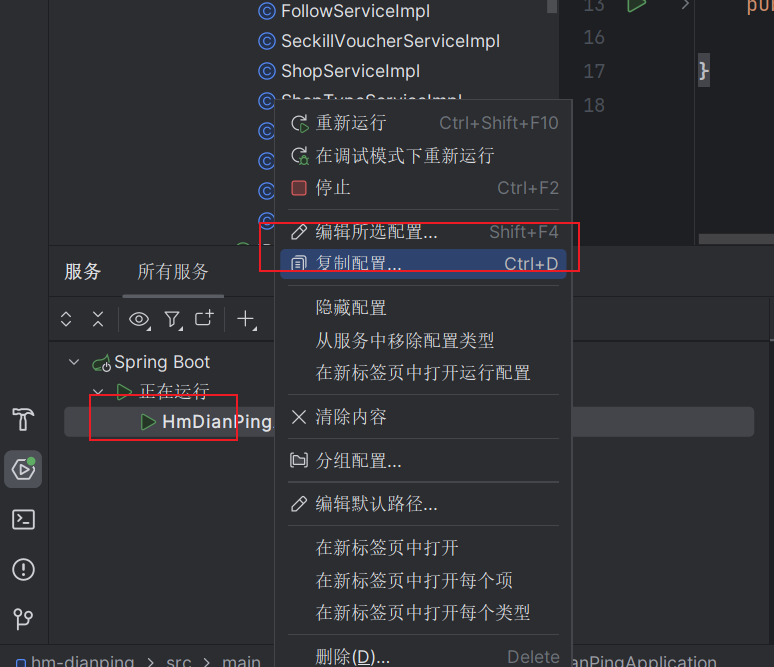 FollowServiceImpl
SeckillVoucherServiceImpl
ShopServiceImpl
ShopTypeServiceImpl
13
16
17
}
18
重新运行 Ctrl+Shift+F10
在调试模式下重新运行
停止 Ctrl+F2
编辑所选配置... Shift+F4
复制配置... Ctrl+D
隐藏配置
从服务中移除配置类型
在新标签页中打开运行配置
清除内容
分组配置...
编辑默认路径...
在新标签页中打开
在新标签页中打开每个项
在新标签页中打开每个类型
删除(D)... Delete
服务 所有服务
Spring Boot
正在运行
HmDianPing
hm-dianping > src > main
anPingApplication